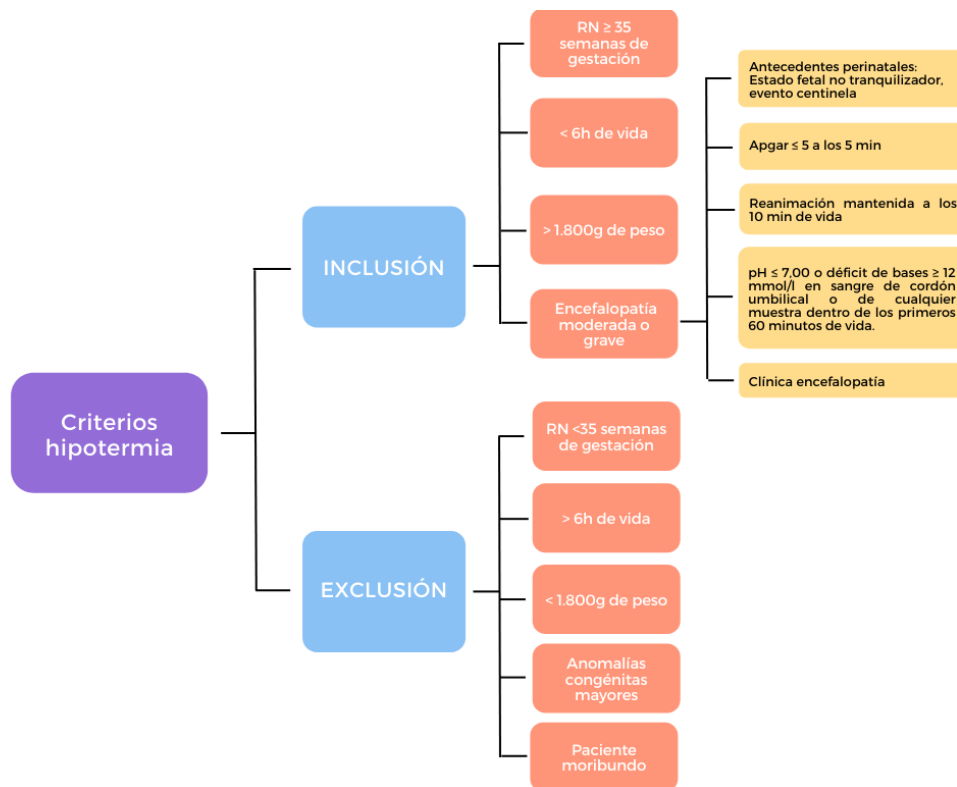 Criterios
hipotermia
INCLUSIÓN
RN ≥ 35
semanas de
gestación
< 6h de vida
> 1.800g de peso
Encefalopatía
moderada o
grave
Antecedentes perinatales:
Estado fetal no tranquilizador,
evento centinela
Apgar ≤ 5 a los 5 min
Reanimación mantenida a los
10 min de vida
pH ≤ 7,00 o déficit de bases ≥ 12
mmol/l en sangre de cordón
umbilical o de cualquier
muestra dentro de los primeros
60 minutos de vida.
Clínica encefalopatía
EXCLUSIÓN
RN <35 semanas
de gestación
> 6h de vida
< 1.800g de peso
Anomalías
congénitas
mayores
Paciente
moribundo